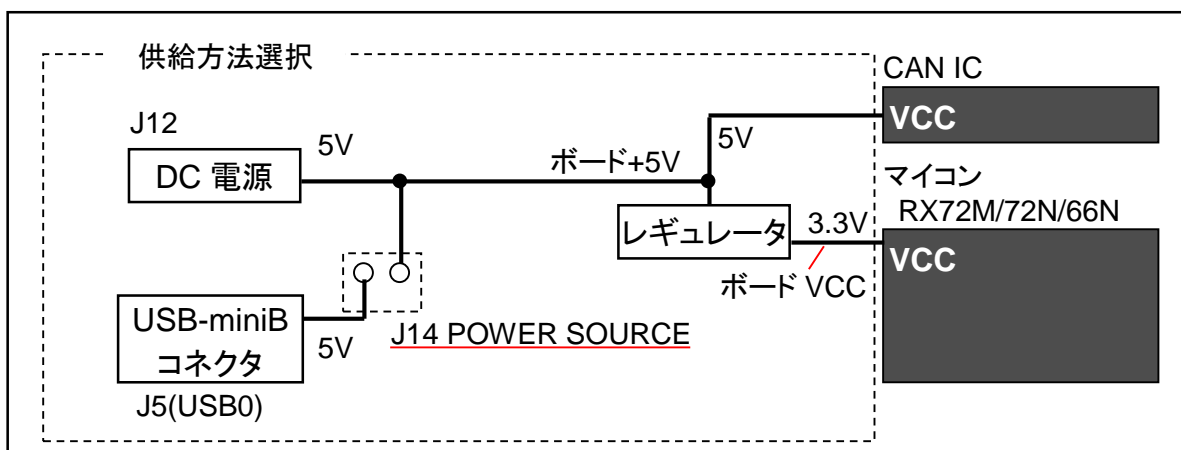 供給方法選択
CAN IC
VCC
J12
5V
DC 電源
ボード+5V
5V
マイコン
RX72M/72N/66N
レギュレータ
3.3V
VCC
ボード VCC
USB-miniB
コネクタ
5V
J14 POWER SOURCE
J5(USB0)